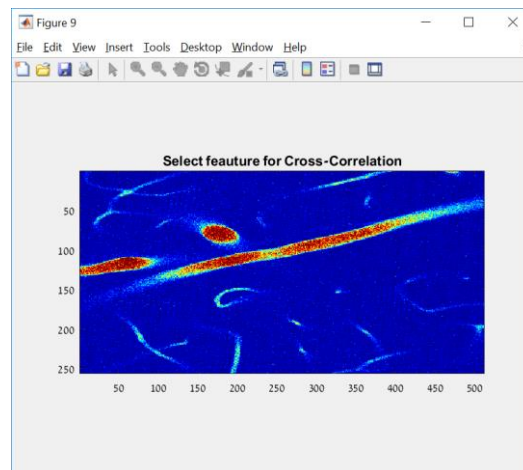 Figure 9
File Edit View Insert Tools Desktop Window Help
Select feauture for Cross-Correlation
50
100
150
200
250
50 100 150 200 250 300 350 400 450 500